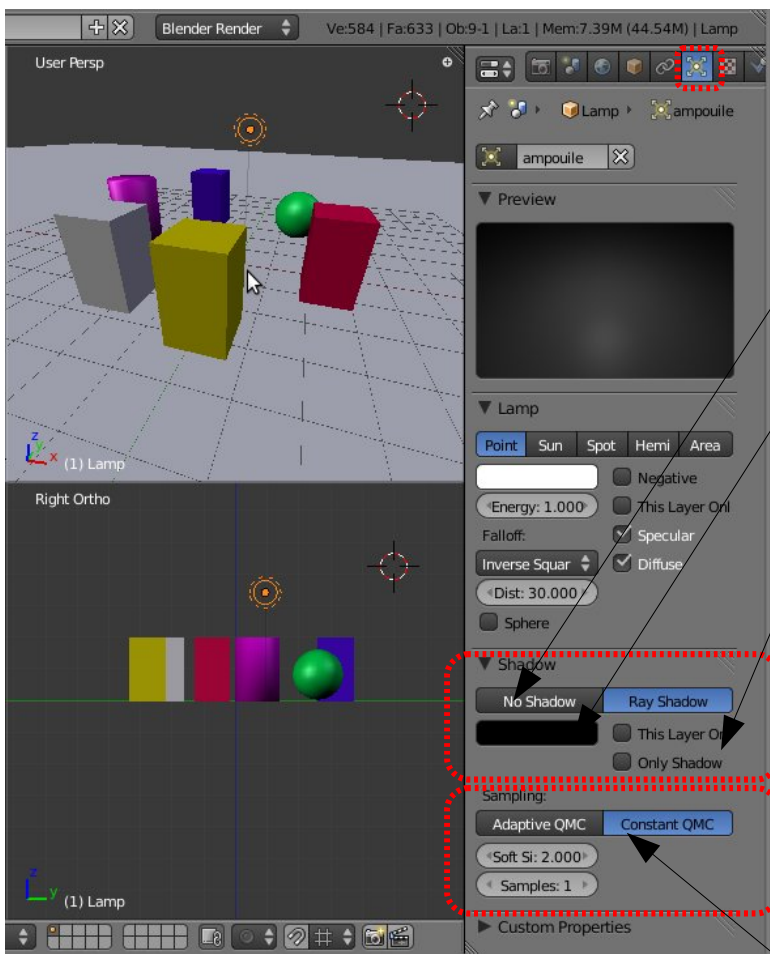 Blender Render
Ve:584 | Fa:633 | Ob:9-1 | La:1 | Mem:7.39M (44.54M) | Lamp
User Persp
z
y
x
(1) Lamp
Right Ortho
z
y
(1) Lamp
Lamp
ampouile
ampouile
Preview
Lamp
Point Sun Spot Hemi Area
Negative
Energy: 1.000
This Layer Onl
Falloff:
Specular
Inverse Squar
Diffuse
Dist: 30.000
Sphere
Shadow
No Shadow Ray Shadow
This Layer On
Only Shadow
Sampling:
Adaptive QMC Constant QMC
Soft Si: 2.000
Samples: 1
Custom Properties